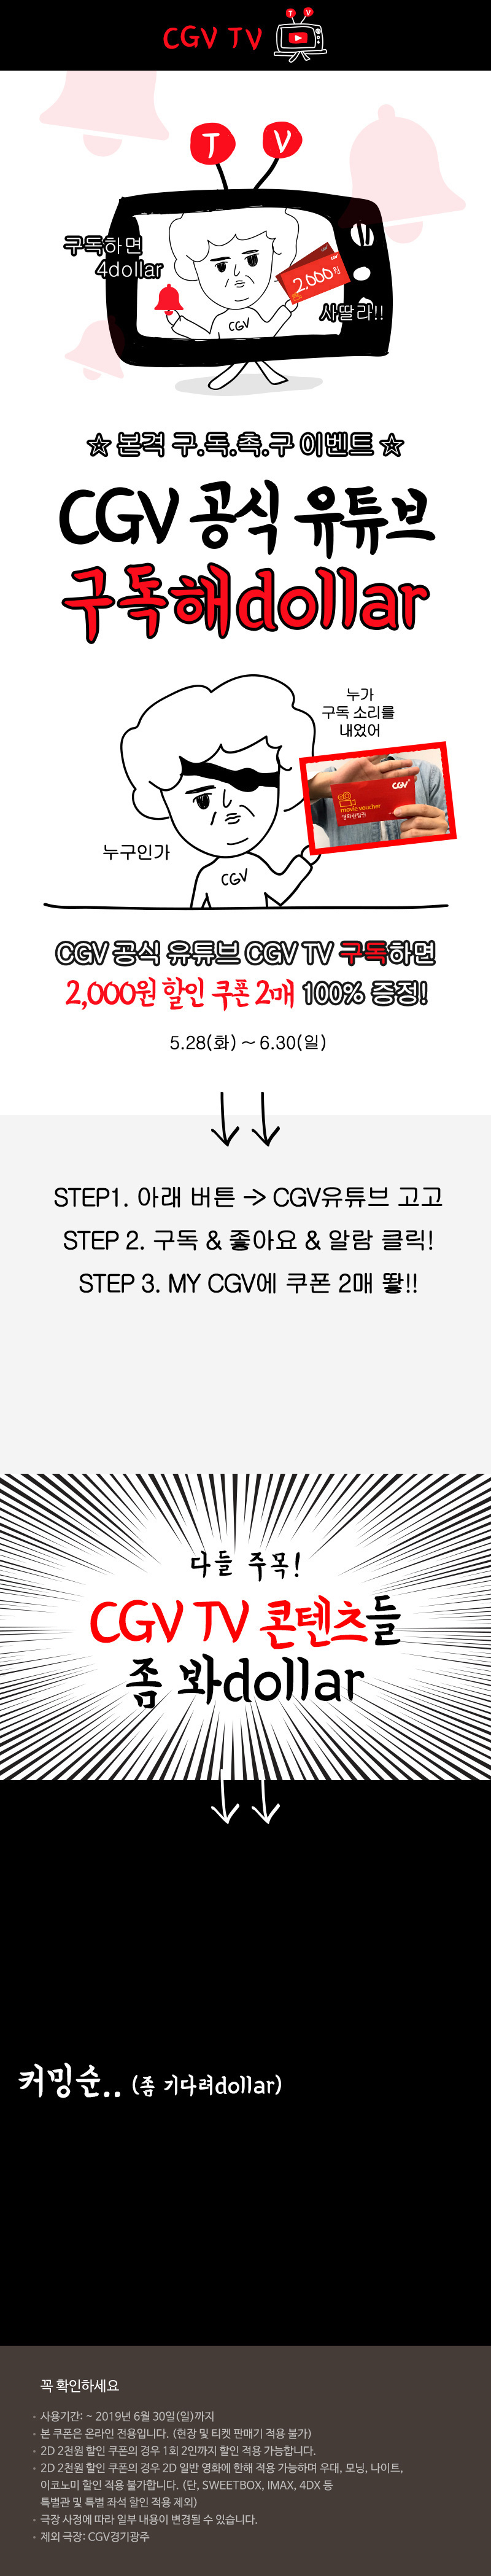 CGV TV
T V
T V
구독하면
4dollar
2,000원
CGV
사딸라!!
☆ 본격 구.독.촉.구 이벤트 ☆
CGV 공식 유튜브
구독해dollar
누가
구독 소리를
내었어
CGV
movie voucher
영화관람권
누구인가
CGV
CGV 공식 유튜브 CGV TV 구독하면
2,000원 할인 쿠폰 2매 100% 증정!
5.28(화) ~ 6.30(일)
STEP1. 아래 버튼 -> CGV유튜브 고고
STEP 2. 구독 & 좋아요 & 알람 클릭!
STEP 3. MY CGV에 쿠폰 2매 똻!!
다들 주목!
CGV TV 콘텐츠들
좀 봐dollar
커밍순.. (좀 기다려dollar)
꼭 확인하세요
• 사용기간: ~ 2019년 6월 30일(일)까지
• 본 쿠폰은 온라인 전용입니다. (현장 및 티켓 판매기 적용 불가)
• 2D 2천원 할인 쿠폰의 경우 1회 2인까지 할인 적용 가능합니다.
• 2D 2천원 할인 쿠폰의 경우 2D 일반 영화에 한해 적용 가능하며 우대, 모닝, 나이트,
이코노미 할인 적용 불가합니다. (단, SWEETBOX, IMAX, 4DX 등
특별관 및 특별 좌석 할인 적용 제외)
• 극장 사정에 따라 일부 내용이 변경될 수 있습니다.
• 제외 극장: CGV경기광주